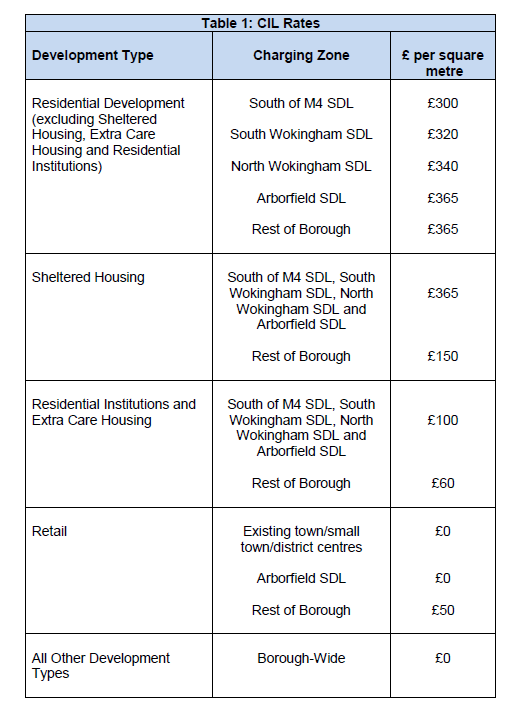 Table 1: CIL Rates
Development Type
Charging Zone
£ per square
metre
Residential Development
(excluding Sheltered
Housing, Extra Care
Housing and Residential
Institutions)
South of M4 SDL
£300
South Wokingham SDL
£320
North Wokingham SDL
£340
Arborfield SDL
£365
Rest of Borough
£365
Sheltered Housing
South of M4 SDL, South
Wokingham SDL, North
Wokingham SDL and
Arborfield SDL
£365
Rest of Borough
£150
Residential Institutions and
Extra Care Housing
South of M4 SDL, South
Wokingham SDL, North
Wokingham SDL and
Arborfield SDL
£100
Rest of Borough
£60
Retail
Existing town/small
town/district centres
£0
Arborfield SDL
£0
Rest of Borough
£50
All Other Development
Types
Borough-Wide
£0